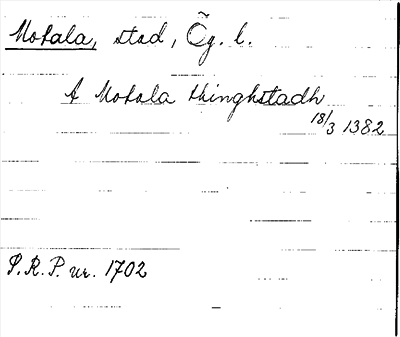 Motala, stad, Ög. l.
A Motala thinghstadh
18/3 1382
S.R.P. nr. 1702